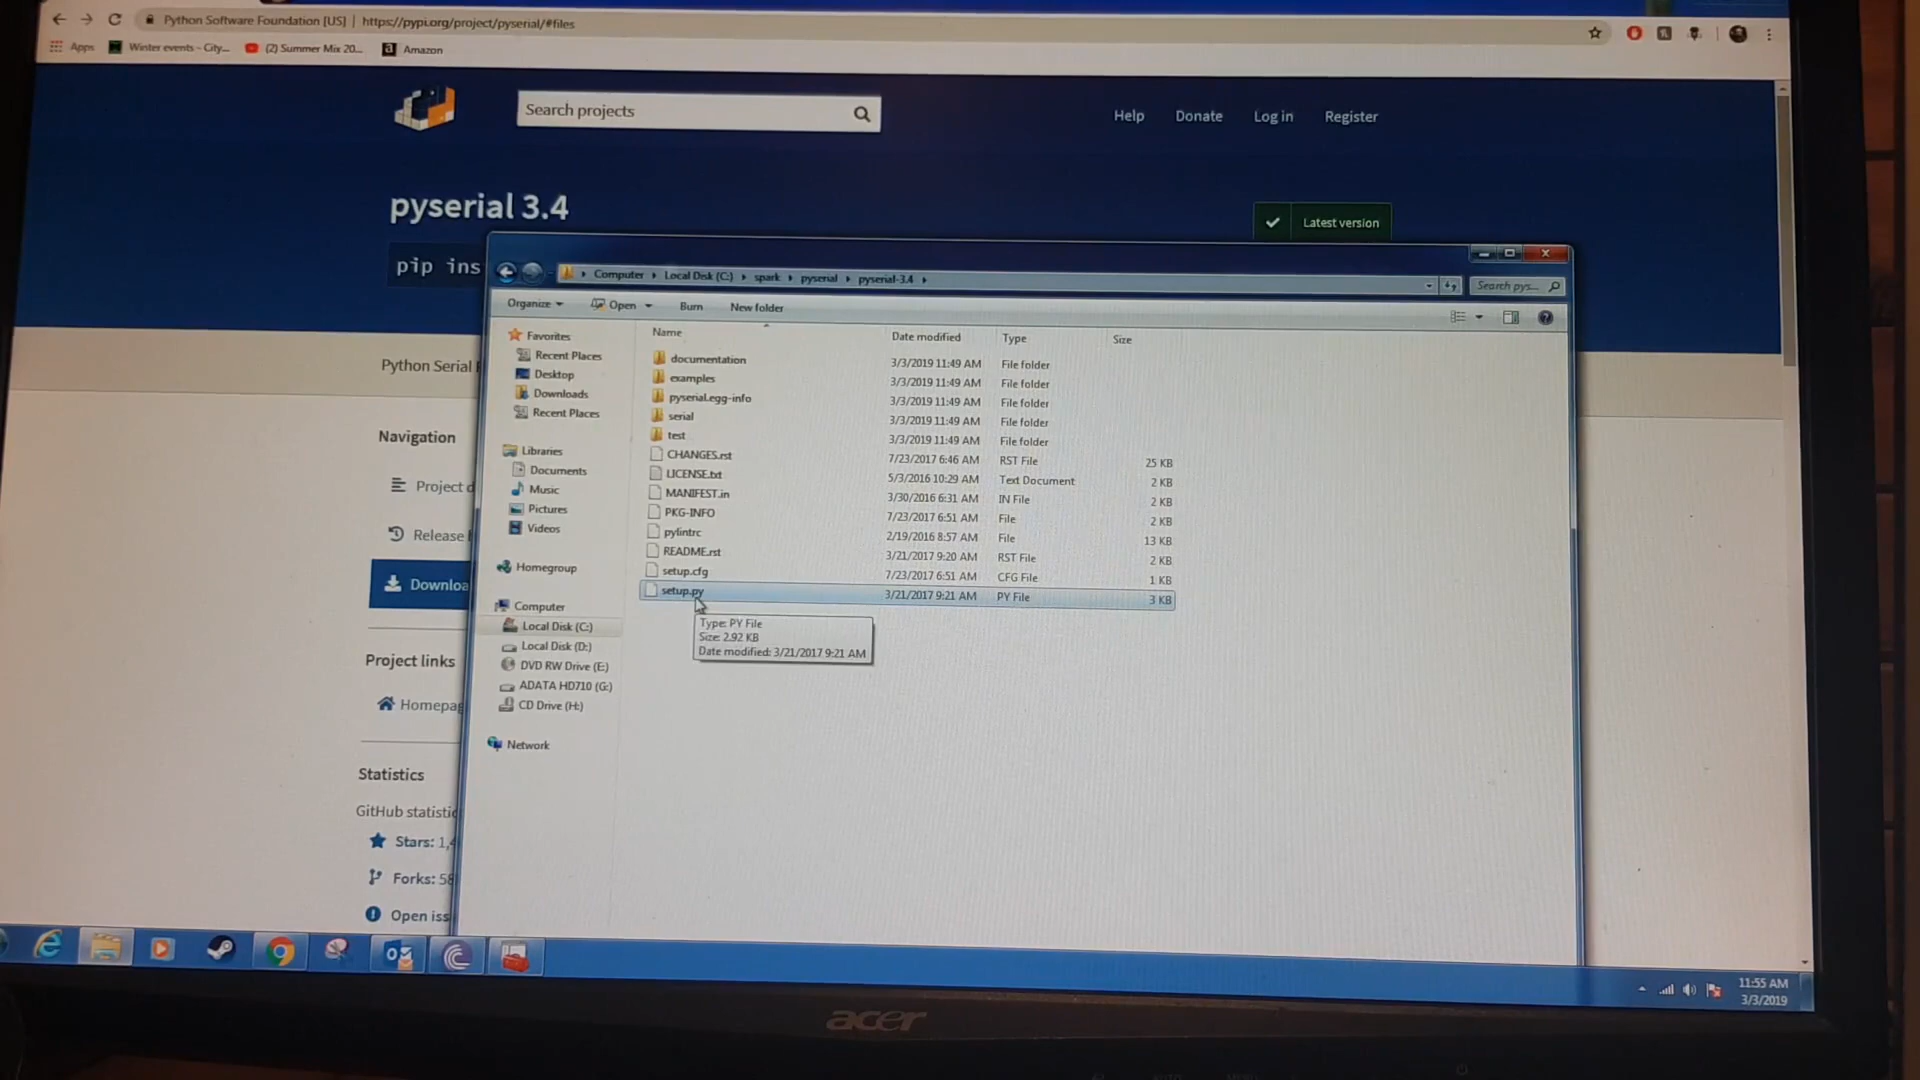 Python Software Foundation [US] | https://pypi.org/project/pyserial/#files
Apps Winter events - City... (2) Summer Mix 20... Amazon
Search projects
Help Donate Log in Register
pyserial 3.4
Latest version
pip ins
Computer Local Disk (C:) spark pyserial pyserial-3.4
Search pys...
Organize Open Burn New folder
Python Serial
Navigation
Project d
Release
Downloa
Project links
Homepag
Statistics
GitHub statistic
Stars: 1,4
Forks: 58
Open iss
Favorites
Recent Places
Desktop
Downloads
Recent Places
Libraries
Documents
Music
Pictures
Videos
Homegroup
Computer
Local Disk (C:)
Local Disk (D:)
DVD RW Drive (E:)
ADATA HD710 (G:)
CD Drive (H:)
Network
Name Date modified Type Size
documentation 3/3/2019 11:49 AM File folder
examples 3/3/2019 11:49 AM File folder
pyserial.egg-info 3/3/2019 11:49 AM File folder
serial 3/3/2019 11:49 AM File folder
test 3/3/2019 11:49 AM File folder
CHANGES.rst 7/23/2017 6:46 AM RST File 25 KB
LICENSE.txt 5/3/2016 10:29 AM Text Document 2 KB
MANIFEST.in 3/30/2016 6:31 AM IN File 2 KB
PKG-INFO 7/23/2017 6:51 AM File 2 KB
pylintrc 2/19/2016 8:57 AM File 13 KB
README.rst 3/21/2017 9:20 AM RST File 2 KB
setup.cfg 7/23/2017 6:51 AM CFG File 1 KB
setup.py 3/21/2017 9:21 AM PY File 3 KB
Type: PY File
Size: 2.92 KB
Date modified: 3/21/2017 9:21 AM
11:55 AM
3/3/2019
acer